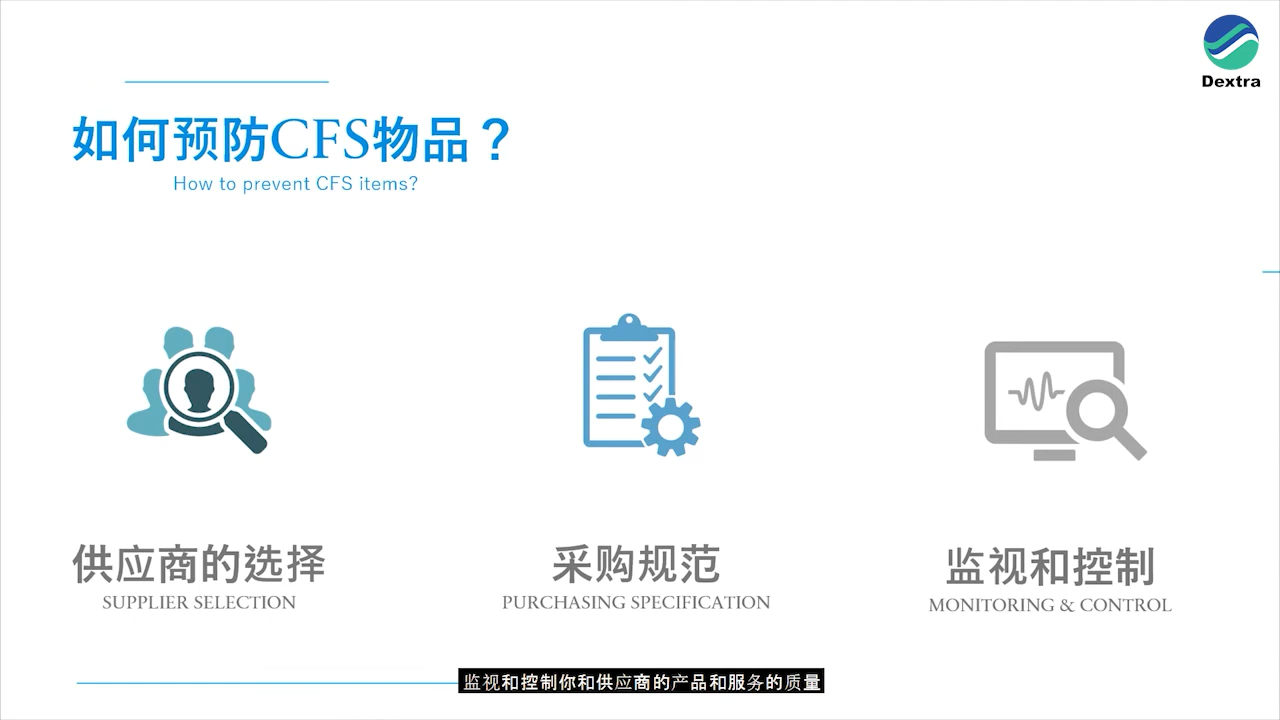 Dextra
如何预防CFS物品？
How to prevent CFS items?
供应商的选择
SUPPLIER SELECTION
采购规范
PURCHASING SPECIFICATION
监视和控制
MONITORING & CONTROL
监视和控制你和供应商的产品和服务的质量